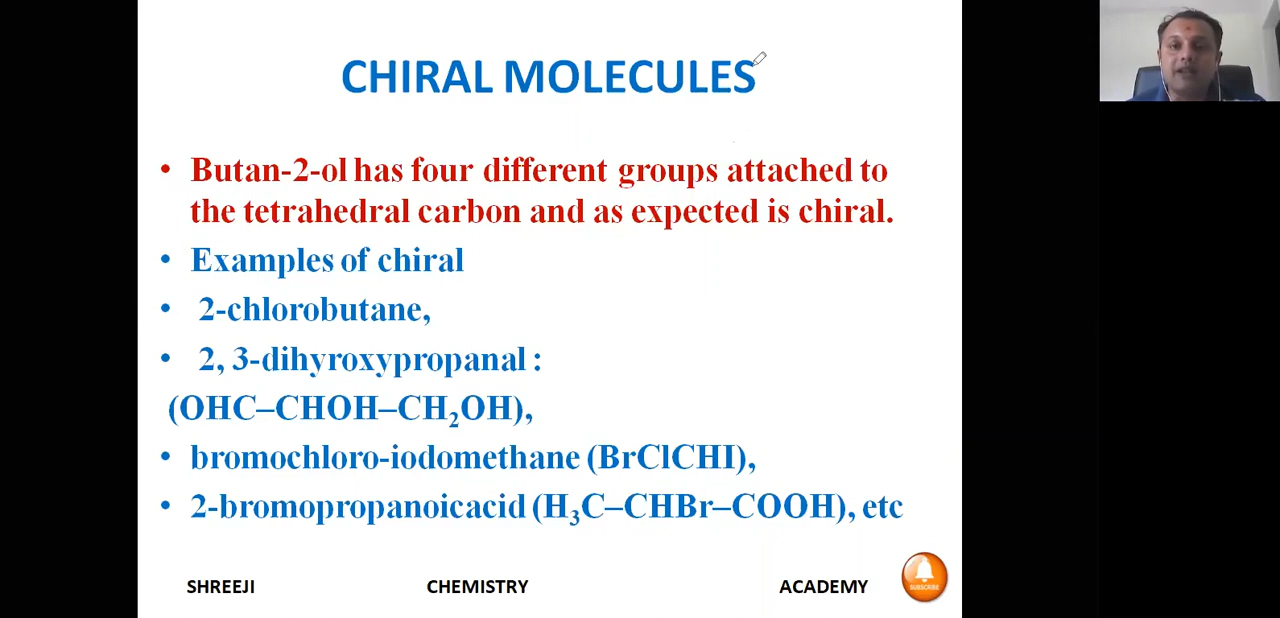 CHIRAL MOLECULES
• Butan-2-ol has four different groups attached to
the tetrahedral carbon and as expected is chiral.
• Examples of chiral
• 2-chlorobutane,
• 2, 3-dihyroxypropanal :
(OHC–CHOH–CH₂OH),
• bromochloro-iodomethane (BrClCHI),
• 2-bromopropanoicacid (H₃C–CHBr–COOH), etc
SHREEJI CHEMISTRY ACADEMY
SUBSCRIBE